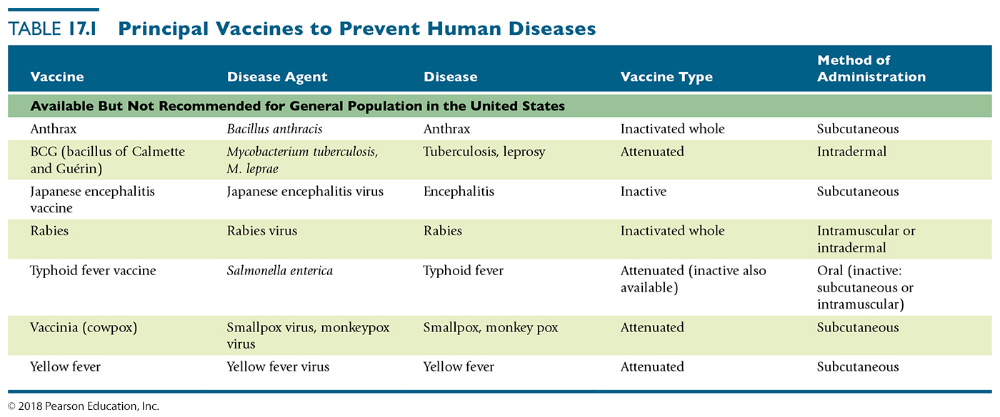 TABLE 17.1 Principal Vaccines to Prevent Human Diseases
Vaccine Disease Agent Disease Vaccine Type Method of Administration
Available But Not Recommended for General Population in the United States
Anthrax Bacillus anthracis Anthrax Inactivated whole Subcutaneous
BCG (bacillus of Calmette and Guérin) Mycobacterium tuberculosis, M. leprae Tuberculosis, leprosy Attenuated Intradermal
Japanese encephalitis vaccine Japanese encephalitis virus Encephalitis Inactive Subcutaneous
Rabies Rabies virus Rabies Inactivated whole Intramuscular or intradermal
Typhoid fever vaccine Salmonella enterica Typhoid fever Attenuated (inactive also available) Oral (inactive: subcutaneous or intramuscular)
Vaccinia (cowpox) Smallpox virus, monkeypox virus Smallpox, monkey pox Attenuated Subcutaneous
Yellow fever Yellow fever virus Yellow fever Attenuated Subcutaneous
© 2018 Pearson Education, Inc.